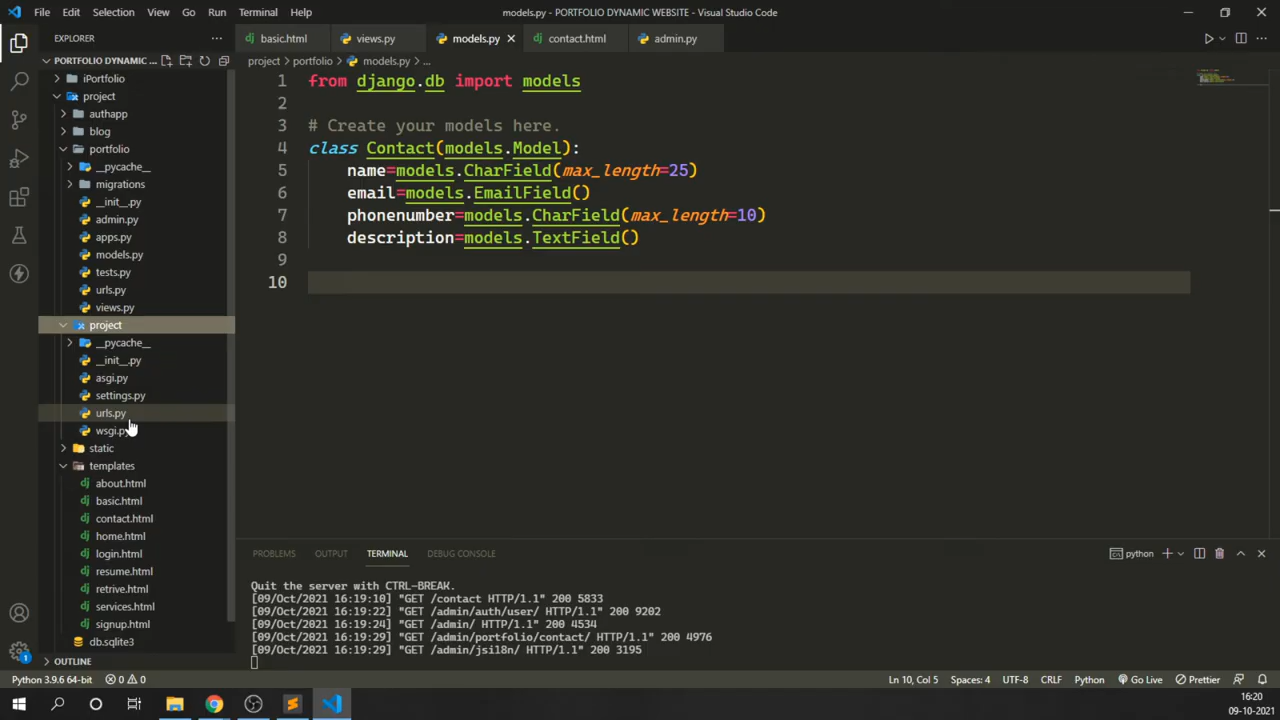 File Edit Selection View Go Run Terminal Help
models.py - PORTFOLIO DYNAMIC WEBSITE - Visual Studio Code
EXPLORER
PORTFOLIO DYNAMIC ...
iPortfolio
project
authapp
blog
portfolio
__pycache__
migrations
__init__.py
admin.py
apps.py
models.py
tests.py
urls.py
views.py
project
__pycache__
__init__.py
asgi.py
settings.py
urls.py
wsgi.py
static
templates
about.html
basic.html
contact.html
home.html
login.html
resume.html
retrive.html
services.html
signup.html
db.sqlite3
OUTLINE
basic.html views.py models.py contact.html admin.py
project > portfolio > models.py > ...
1 from django.db import models
2
3 # Create your models here.
4 class Contact(models.Model):
5 name=models.CharField(max_length=25)
6 email=models.EmailField()
7 phonenumber=models.CharField(max_length=10)
8 description=models.TextField()
9
10
PROBLEMS OUTPUT TERMINAL DEBUG CONSOLE
python
Quit the server with CTRL-BREAK.
[09/Oct/2021 16:19:10] "GET /contact HTTP/1.1" 200 5833
[09/Oct/2021 16:19:22] "GET /admin/auth/user/ HTTP/1.1" 200 9202
[09/Oct/2021 16:19:24] "GET /admin/ HTTP/1.1" 200 4534
[09/Oct/2021 16:19:29] "GET /admin/portfolio/contact/ HTTP/1.1" 200 4976
[09/Oct/2021 16:19:29] "GET /admin/jsi18n/ HTTP/1.1" 200 3195
1
Python 3.9.6 64-bit 0 0 Ln 10, Col 5 Spaces: 4 UTF-8 CRLF Python Go Live Prettier
16:20
09-10-2021